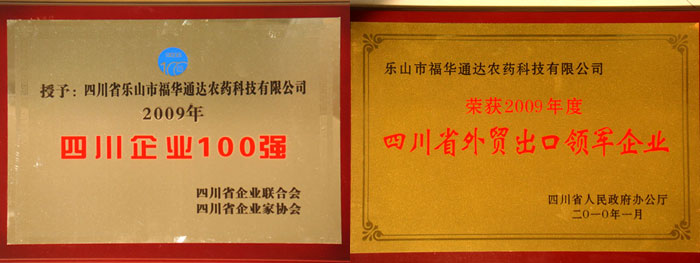 授予：四川省乐山市福华通达农药科技有限公司
2009年
四川企业100强
四川省企业联合会
四川省企业家协会
乐山市福华通达农药科技有限公司
荣获2009年度
四川省外贸出口领军企业
四川省人民政府办公厅
二〇一〇年一月